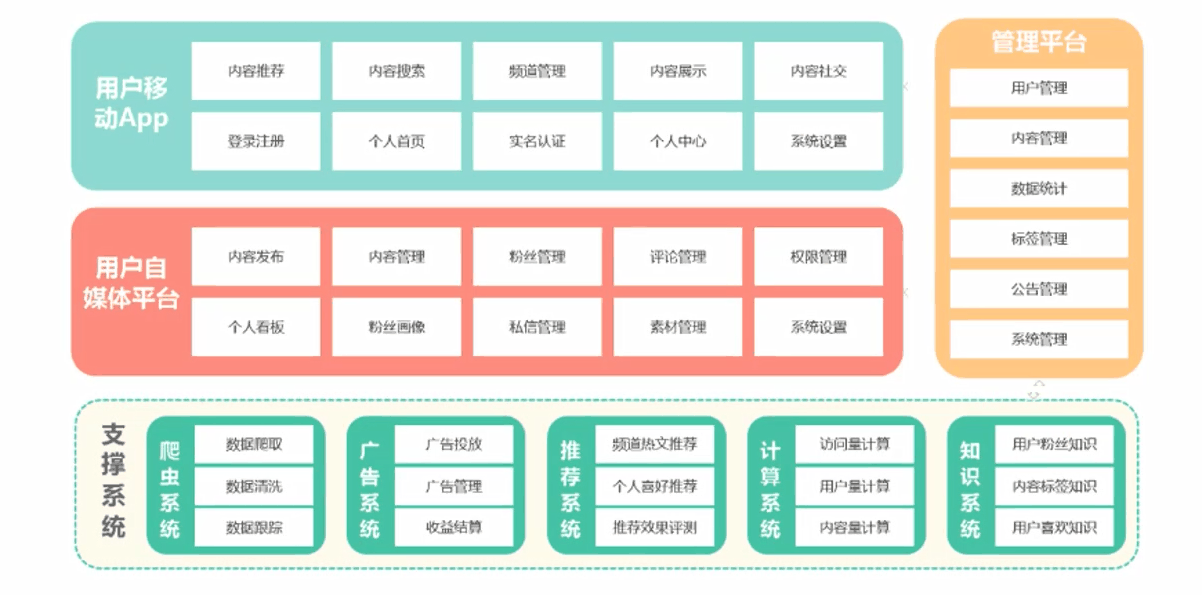 用户移
动App
内容推荐
内容搜索
频道管理
内容展示
内容社交
登录注册
个人首页
实名认证
个人中心
系统设置
用户自
媒体平台
内容发布
内容管理
粉丝管理
评论管理
权限管理
个人看板
粉丝画像
私信管理
素材管理
系统设置
管理平台
用户管理
内容管理
数据统计
标签管理
公告管理
系统管理
支撑系统
爬虫系统
数据爬取
数据清洗
数据跟踪
广告系统
广告投放
广告管理
收益结算
推荐系统
频道热文推荐
个人喜好推荐
推荐效果评测
计算系统
访问量计算
用户量计算
内容量计算
知识系统
用户粉丝知识
内容标签知识
用户喜欢知识